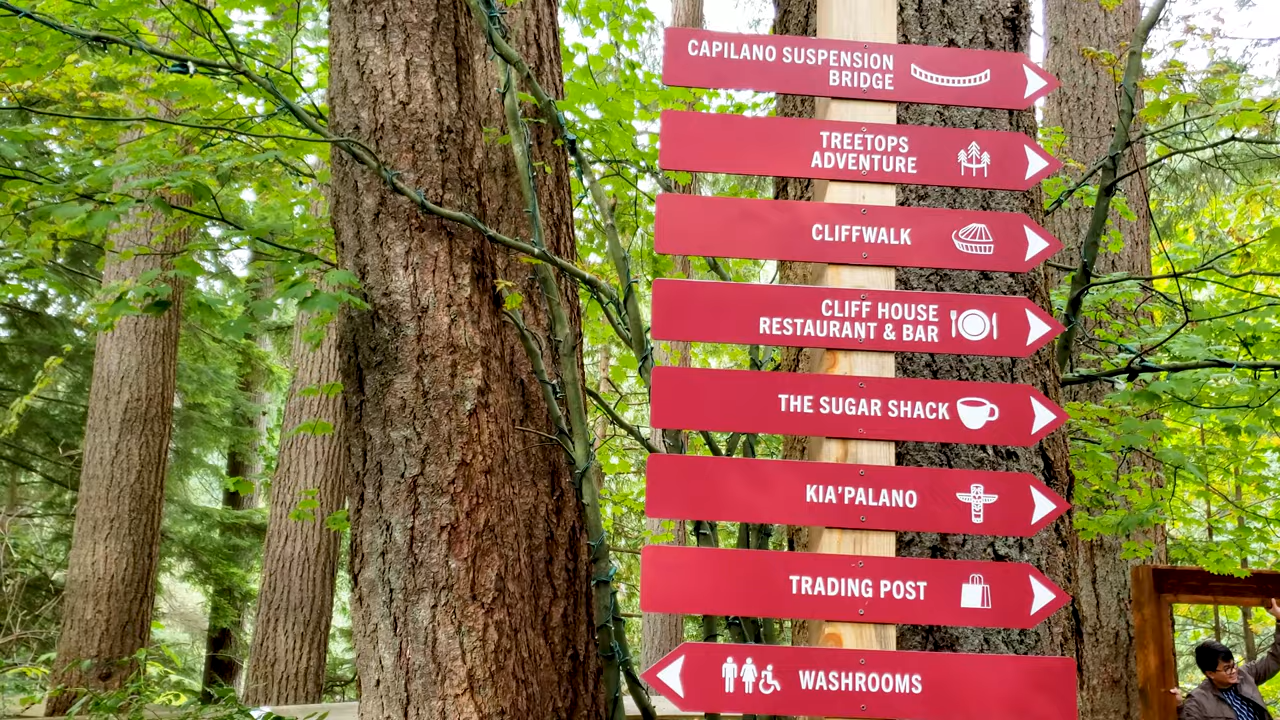 CAPILANO SUSPENSION
BRIDGE
TREETOPS
ADVENTURE
CLIFFWALK
CLIFF HOUSE
RESTAURANT & BAR
THE SUGAR SHACK
KIA'PALANO
TRADING POST
WASHROOMS